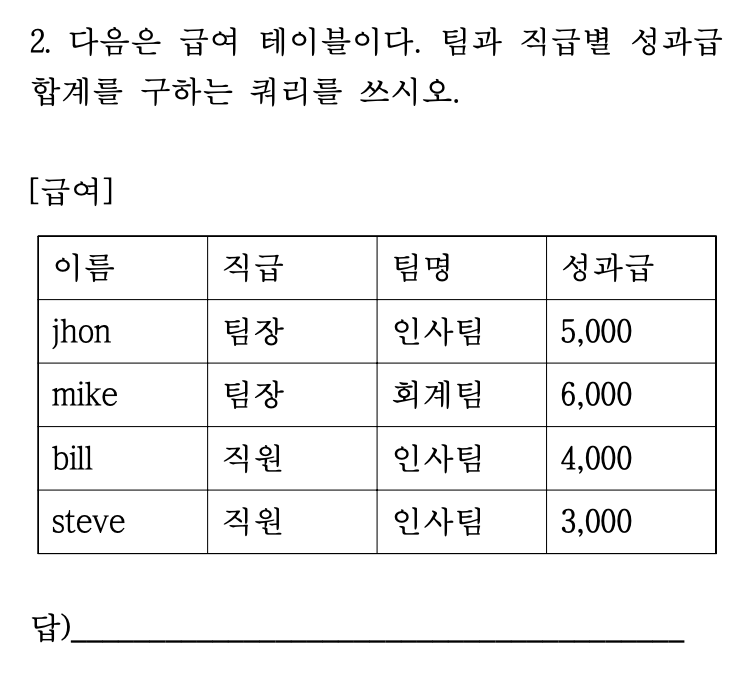 2. 다음은 급여 테이블이다. 팀과 직급별 성과급
합계를 구하는 쿼리를 쓰시오.
[급여]
이름 직급 팀명 성과급
jhon 팀장 인사팀 5,000
mike 팀장 회계팀 6,000
bill 직원 인사팀 4,000
steve 직원 인사팀 3,000
답)